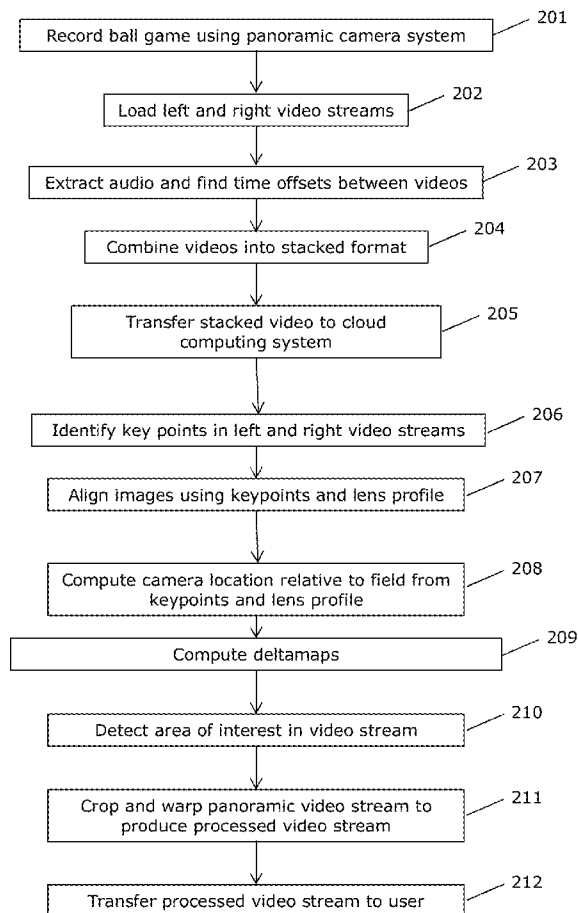 201
Record ball game using panoramic camera system
202
Load left and right video streams
203
Extract audio and find time offsets between videos
204
Combine videos into stacked format
205
Transfer stacked video to cloud
computing system
206
Identify key points in left and right video streams
207
Align images using keypoints and lens profile
208
Compute camera location relative to field from
keypoints and lens profile
209
Compute deltamaps
210
Detect area of interest in video stream
211
Crop and warp panoramic video stream to
produce processed video stream
212
Transfer processed video stream to user